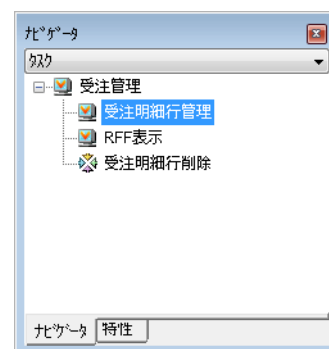 ﾅﾋﾞｹﾞｰﾀ
ﾀｽｸ
受注管理
受注明細行管理
RFF表示
受注明細行削除
ﾅﾋﾞｹﾞｰﾀ 特性